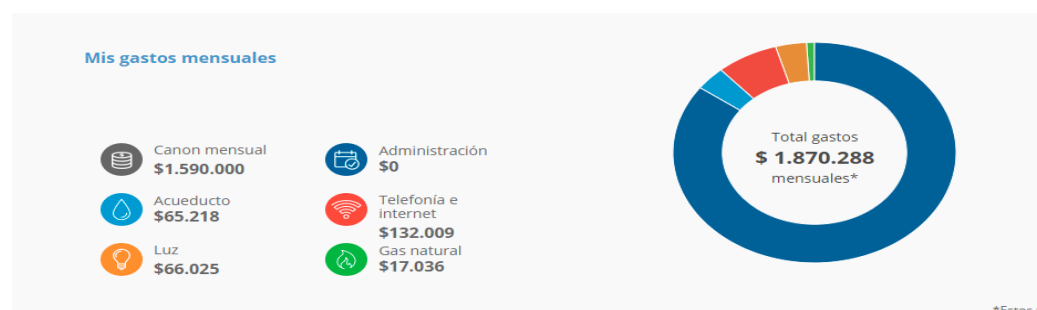 Mis gastos mensuales
Canon mensual
$1.590.000
Administración
$0
Acueducto
$65.218
Telefonía e
internet
$132.009
Luz
$66.025
Gas natural
$17.036
Total gastos
$ 1.870.288
mensuales*